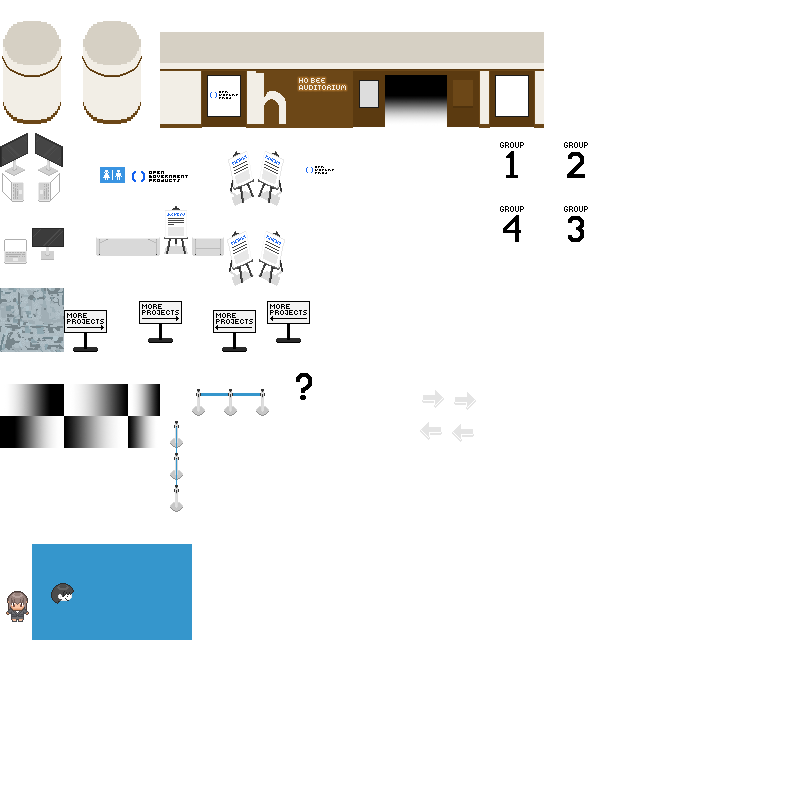 HO BEE
AUDITORIUM
h
GROUP
1
GROUP
2
OPEN
GOVERNMENT
PRODUCTS
GROUP
4
GROUP
3
MORE
PROJECTS
MORE
PROJECTS
MORE
PROJECTS
MORE
PROJECTS
?